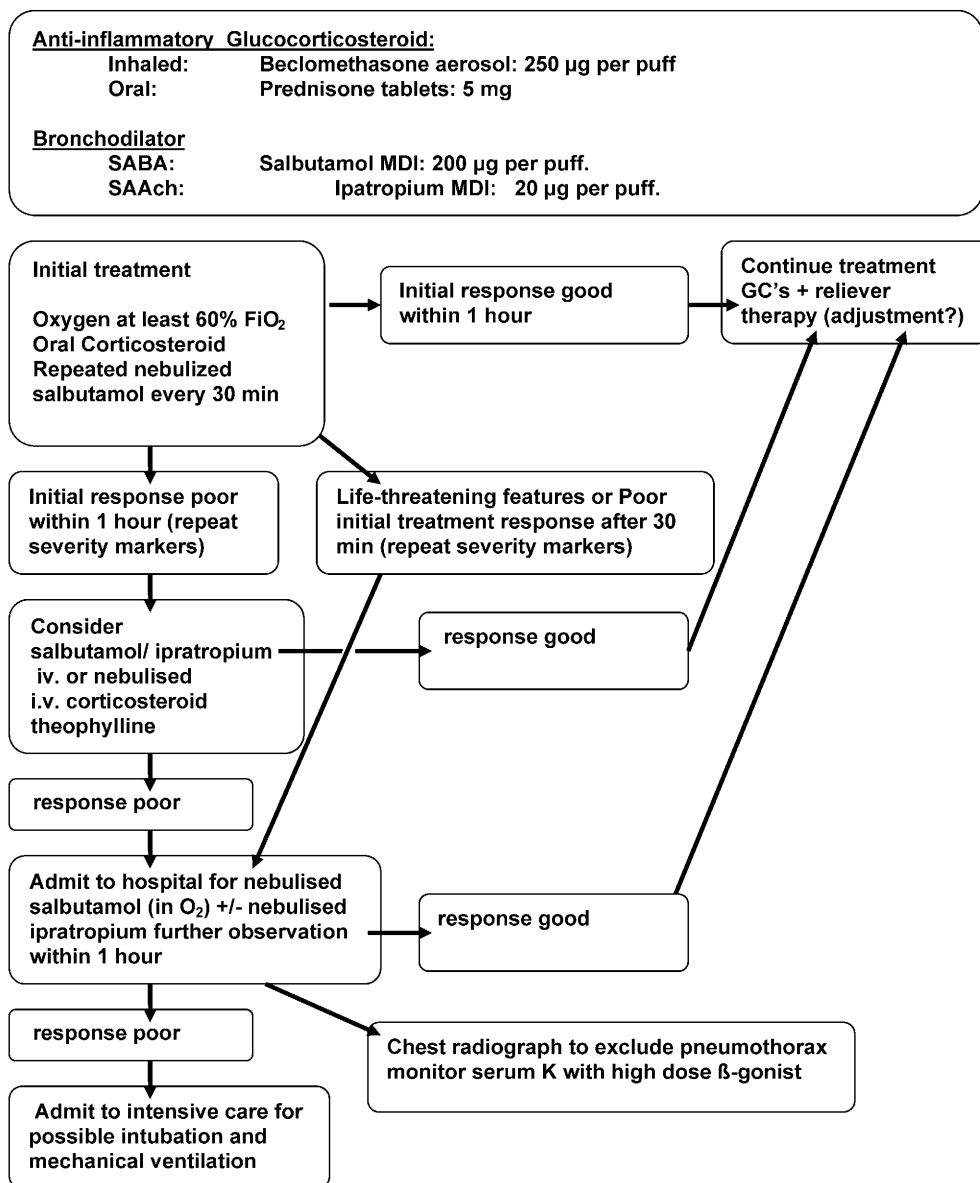 Anti-inflammatory Glucocorticosteroid:
Inhaled: Beclomethasone aerosol: 250 µg per puff
Oral: Prednisone tablets: 5 mg
Bronchodilator
SABA: Salbutamol MDI: 200 µg per puff.
SAAch: Ipatropium MDI: 20 µg per puff.
Initial treatment
Oxygen at least 60% FiO₂
Oral Corticosteroid
Repeated nebulized
salbutamol every 30 min
Initial response good
within 1 hour
Continue treatment
GC's + reliever
therapy (adjustment?)
Initial response poor
within 1 hour (repeat
severity markers)
Life-threatening features or Poor
initial treatment response after 30
min (repeat severity markers)
Consider
salbutamol/ ipratropium
iv. or nebulised
i.v. corticosteroid
theophylline
response good
response poor
Admit to hospital for nebulised
salbutamol (in O₂) +/- nebulised
ipratropium further observation
within 1 hour
response good
response poor
Chest radiograph to exclude pneumothorax
monitor serum K with high dose ß-gonist
Admit to intensive care for
possible intubation and
mechanical ventilation